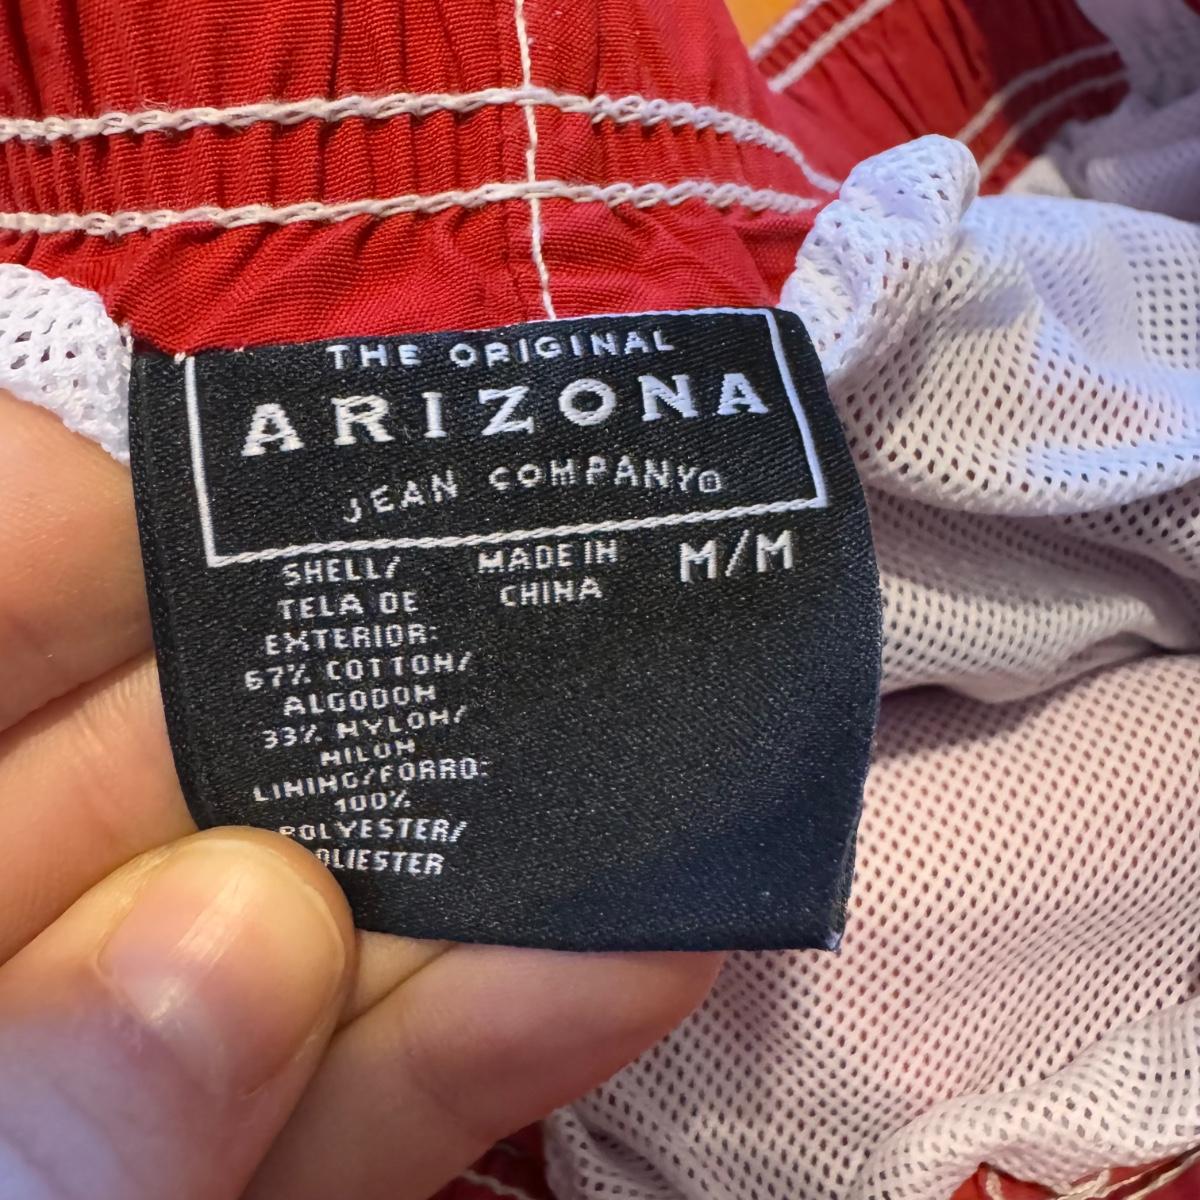 THE ORIGINAL
ARIZONA
JEAN COMPANY®
SHELL/
TELA DE
EXTERIOR:
67% COTTON/
ALGODON
33% NYLON/
NILON
LINING/FORRO:
100%
POLYESTER/
OLIESTER
MADE IN
CHINA
M/M